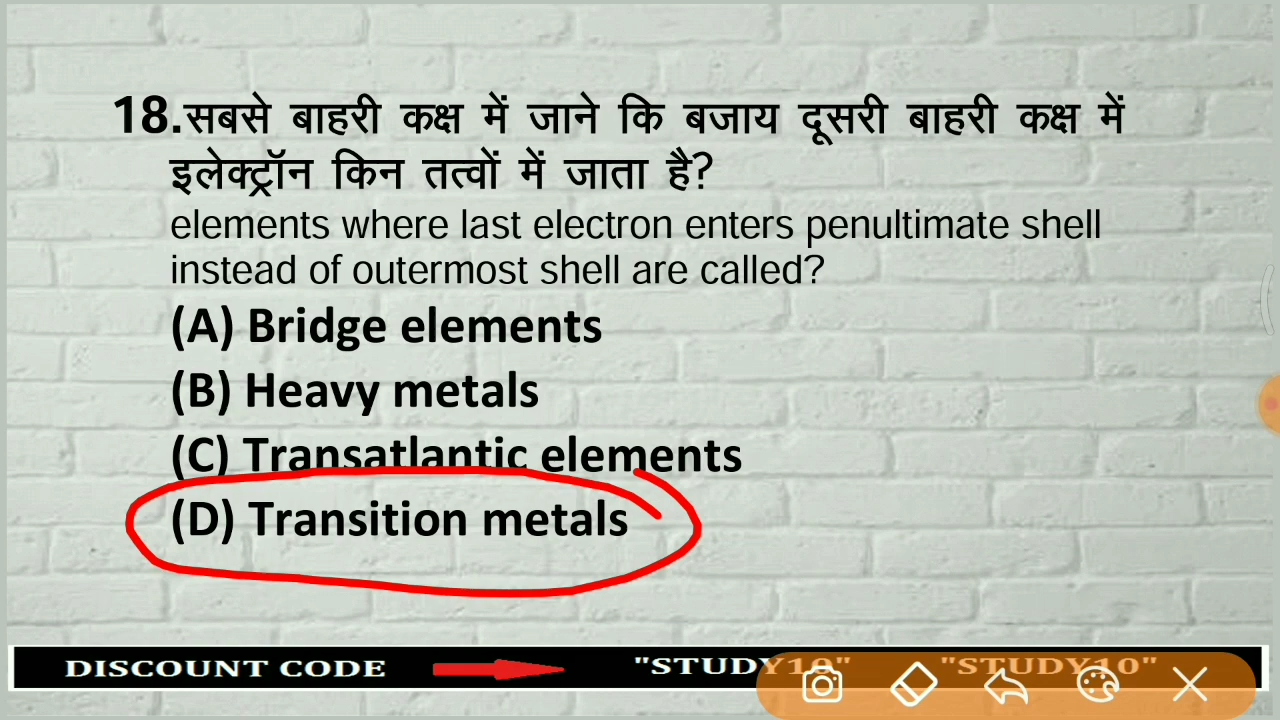 18.सबसे बाहरी कक्ष में जाने कि बजाय दूसरी बाहरी कक्ष में
इलेक्ट्रॉन किन तत्वों में जाता है?
elements where last electron enters penultimate shell
instead of outermost shell are called?
(A) Bridge elements
(B) Heavy metals
(C) Transatlantic elements
(D) Transition metals
DISCOUNT CODE "STUDY10" "STUDY10"